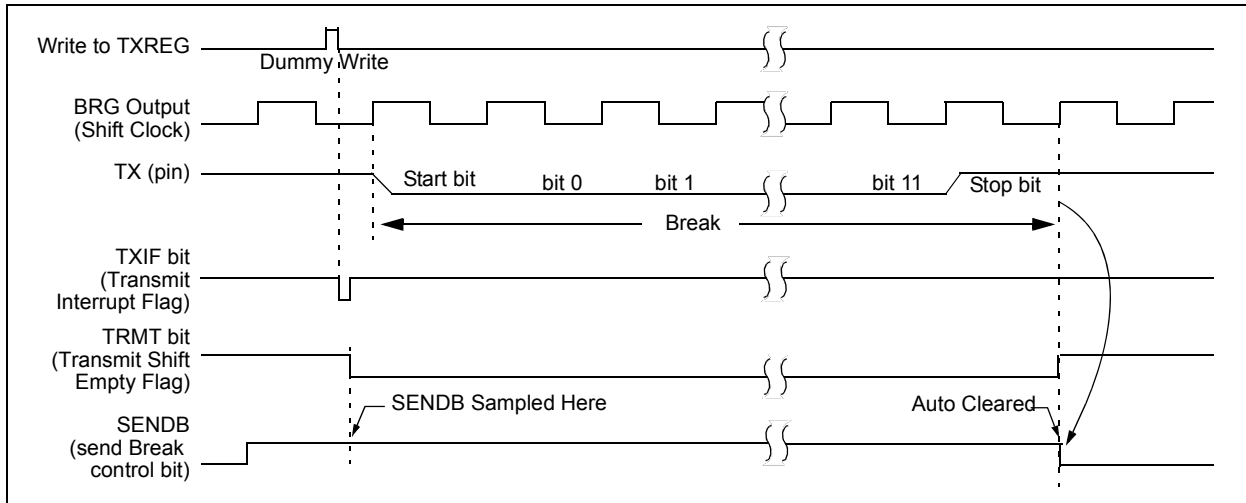 Write to TXREG
Dummy Write
BRG Output
(Shift Clock)
TX (pin)
Start bit
bit 0
bit 1
bit 11
Stop bit
Break
TXIF bit
(Transmit
Interrupt Flag)
TRMT bit
(Transmit Shift
Empty Flag)
SENDB Sampled Here
Auto Cleared
SENDB
(send Break
control bit)